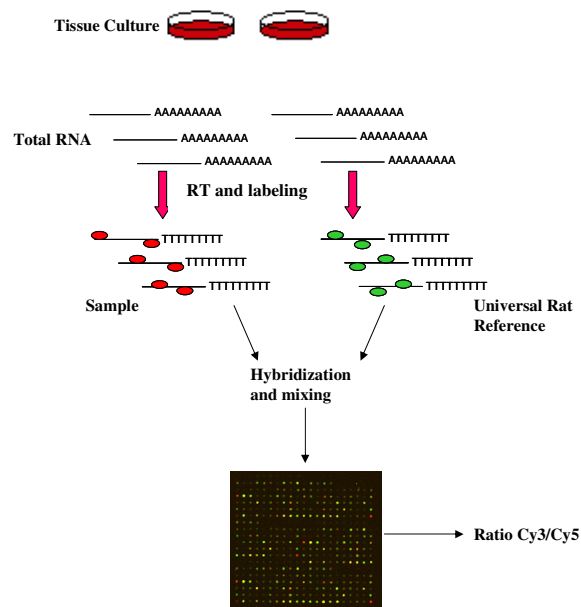 Tissue Culture
AAAAAAAAA AAAAAAAAA
Total RNA AAAAAAAAA AAAAAAAAA
AAAAAAAAA AAAAAAAAA
RT and labeling
TTTTTTTTT TTTTTTTTT
TTTTTTTTT TTTTTTTTT
TTTTTTTTT TTTTTTTTT
Sample
Universal Rat
Reference
Hybridization
and mixing
Ratio Cy3/Cy5